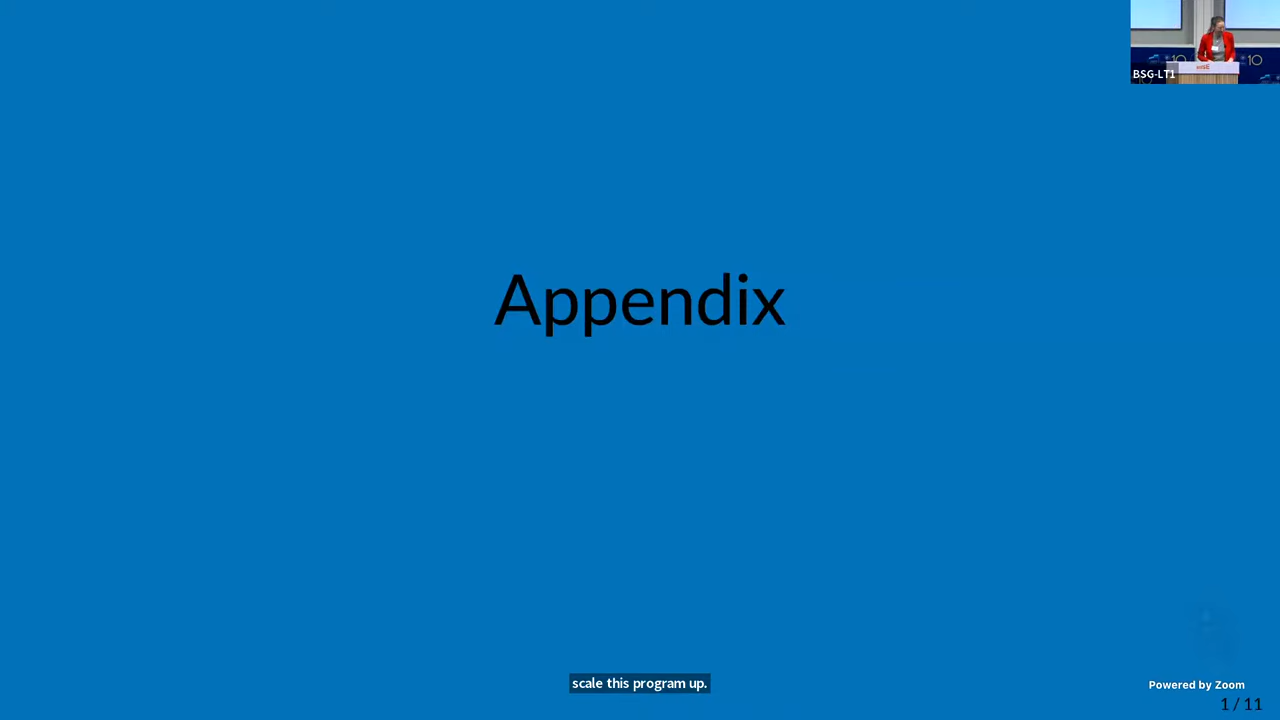 BSG-LT1
Appendix
scale this program up.
Powered by Zoom
1 / 11